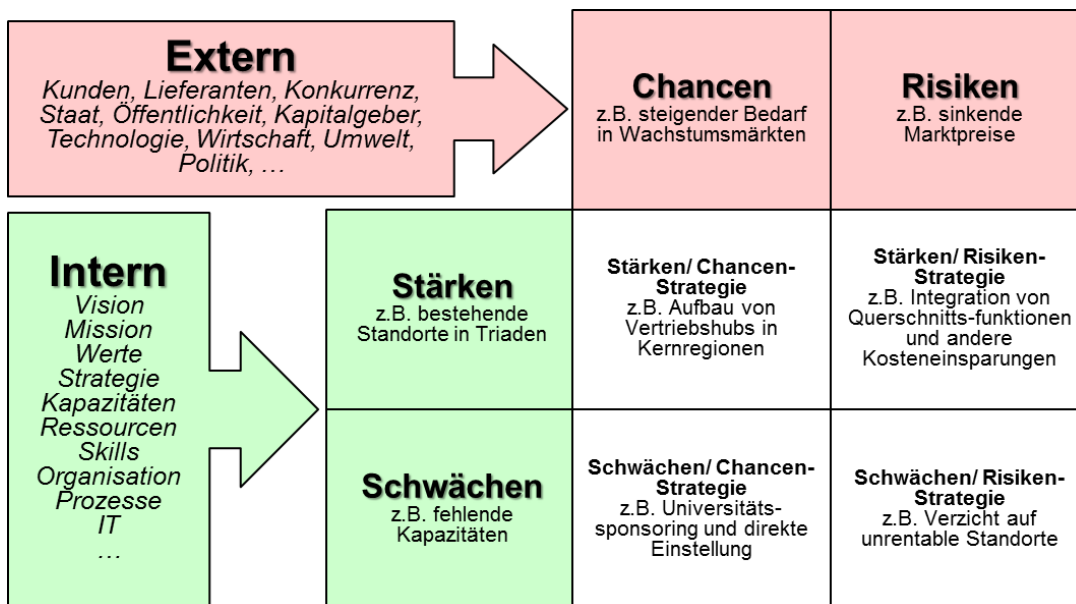 Extern
Kunden, Lieferanten, Konkurrenz,
Staat, Öffentlichkeit, Kapitalgeber,
Technologie, Wirtschaft, Umwelt,
Politik, …
Chancen
z.B. steigender Bedarf
in Wachstumsmärkten
Risiken
z.B. sinkende
Marktpreise
Intern
Vision
Mission
Werte
Strategie
Kapazitäten
Ressourcen
Skills
Organisation
Prozesse
IT
…
Stärken
z.B. bestehende
Standorte in Triaden
Stärken/ Chancen-
Strategie
z.B. Aufbau von
Vertriebshubs in
Kernregionen
Stärken/ Risiken-
Strategie
z.B. Integration von
Querschnitts-funktionen
und andere
Kosteneinsparungen
Schwächen
z.B. fehlende
Kapazitäten
Schwächen/ Chancen-
Strategie
z.B. Universitäts-
sponsoring und direkte
Einstellung
Schwächen/ Risiken-
Strategie
z.B. Verzicht auf
unrentable Standorte